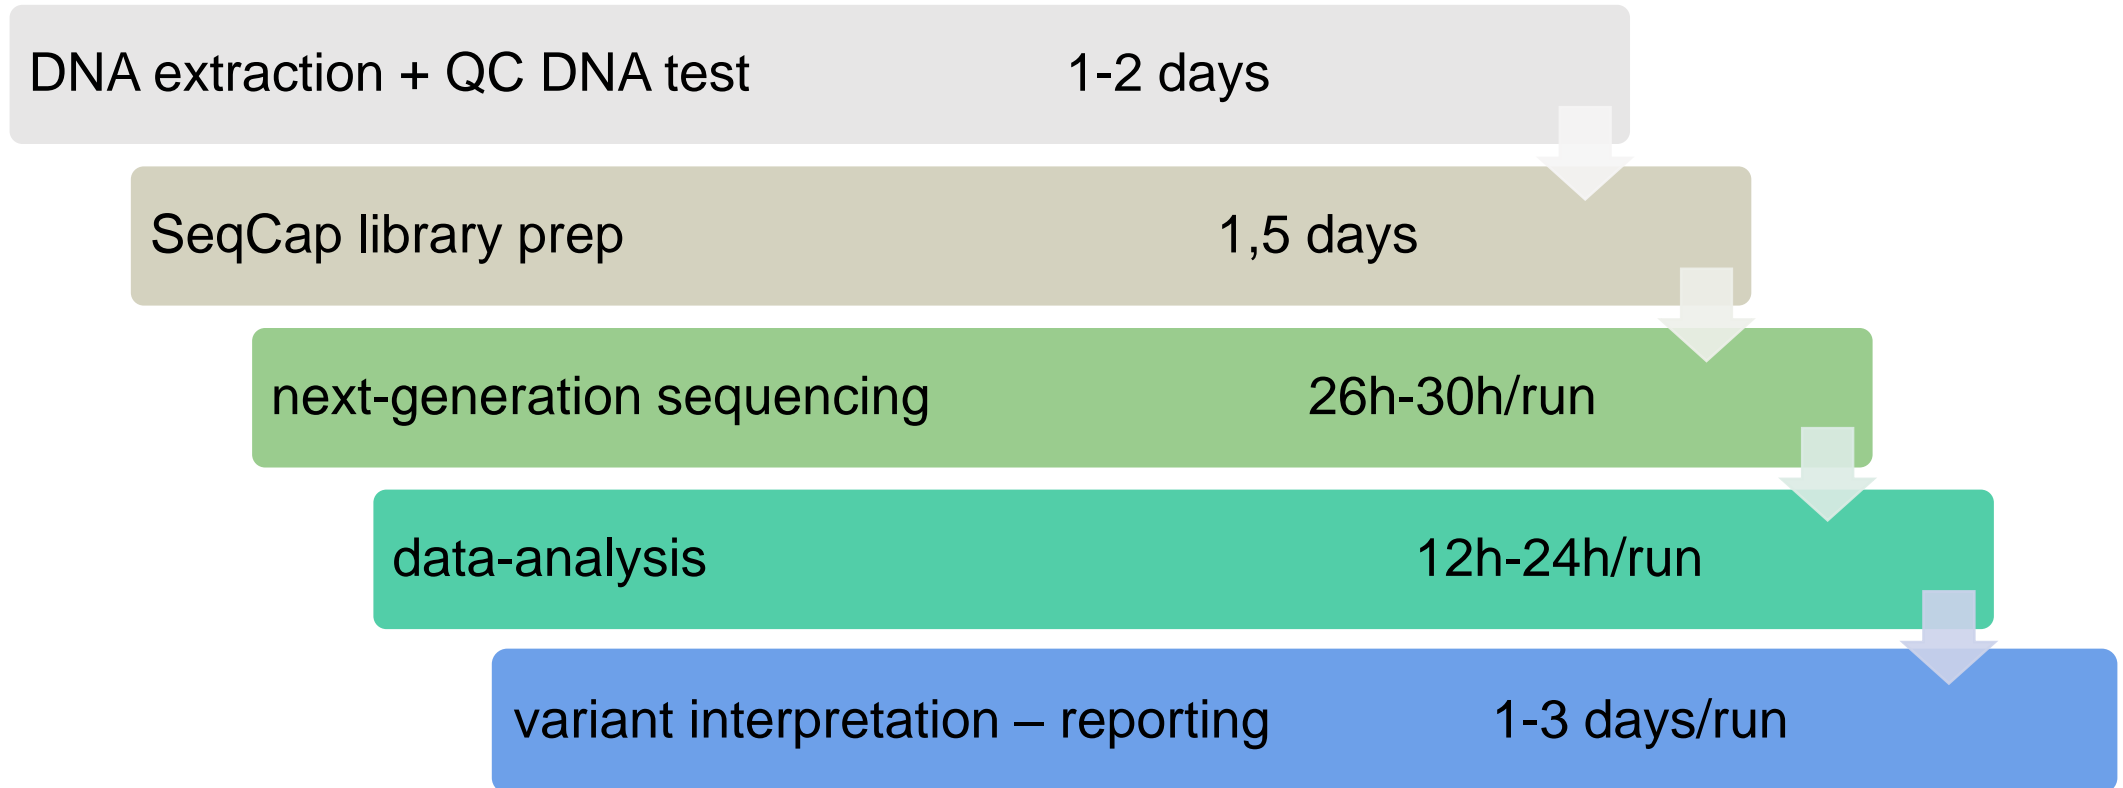 DNA extraction + QC DNA test 1-2 days
SeqCap library prep 1,5 days
next-generation sequencing 26h-30h/run
data-analysis 12h-24h/run
variant interpretation – reporting 1-3 days/run